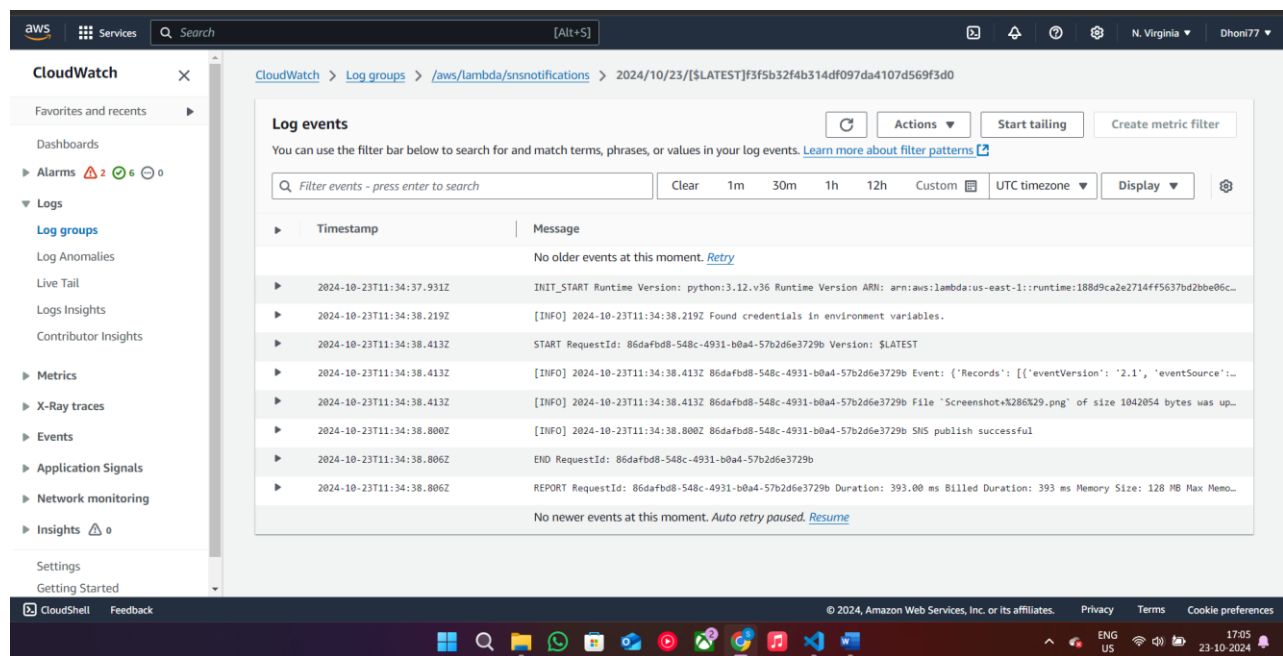 aws Services Search [Alt+S] N. Virginia ▼ Dhoni77 ▼
CloudWatch
Favorites and recents
Dashboards
Alarms 2 6 0
Logs
Log groups
Log Anomalies
Live Tail
Logs Insights
Contributor Insights
Metrics
X-Ray traces
Events
Application Signals
Network monitoring
Insights 0
Settings
Getting Started
CloudWatch > Log groups > /aws/lambda/snsnotifications > 2024/10/23/[$LATEST]f3f5b32f4b314df097da4107d569f3d0
Log events
Actions ▼ Start tailing Create metric filter
You can use the filter bar below to search for and match terms, phrases, or values in your log events. Learn more about filter patterns
Filter events - press enter to search Clear 1m 30m 1h 12h Custom UTC timezone ▼ Display ▼
Timestamp Message
No older events at this moment. Retry
2024-10-23T11:34:37.931Z INIT_START Runtime Version: python:3.12.v36 Runtime Version ARN: arn:aws:lambda:us-east-1::runtime:188d9ca2e2714ff5637bd2bbe06c…
2024-10-23T11:34:38.219Z [INFO] 2024-10-23T11:34:38.219Z Found credentials in environment variables.
2024-10-23T11:34:38.413Z START RequestId: 86dafbd8-548c-4931-b0a4-57b2d6e3729b Version: $LATEST
2024-10-23T11:34:38.413Z [INFO] 2024-10-23T11:34:38.413Z 86dafbd8-548c-4931-b0a4-57b2d6e3729b Event: {'Records': [{'eventVersion': '2.1', 'eventSource':…
2024-10-23T11:34:38.413Z [INFO] 2024-10-23T11:34:38.413Z 86dafbd8-548c-4931-b0a4-57b2d6e3729b File `Screenshot+%286%29.png` of size 1042054 bytes was up…
2024-10-23T11:34:38.800Z [INFO] 2024-10-23T11:34:38.800Z 86dafbd8-548c-4931-b0a4-57b2d6e3729b SNS publish successful
2024-10-23T11:34:38.806Z END RequestId: 86dafbd8-548c-4931-b0a4-57b2d6e3729b
2024-10-23T11:34:38.806Z REPORT RequestId: 86dafbd8-548c-4931-b0a4-57b2d6e3729b Duration: 393.00 ms Billed Duration: 393 ms Memory Size: 128 MB Max Memo…
No newer events at this moment. Auto retry paused. Resume
CloudShell Feedback © 2024, Amazon Web Services, Inc. or its affiliates. Privacy Terms Cookie preferences
2 5
ENG 17:05
US 23-10-2024